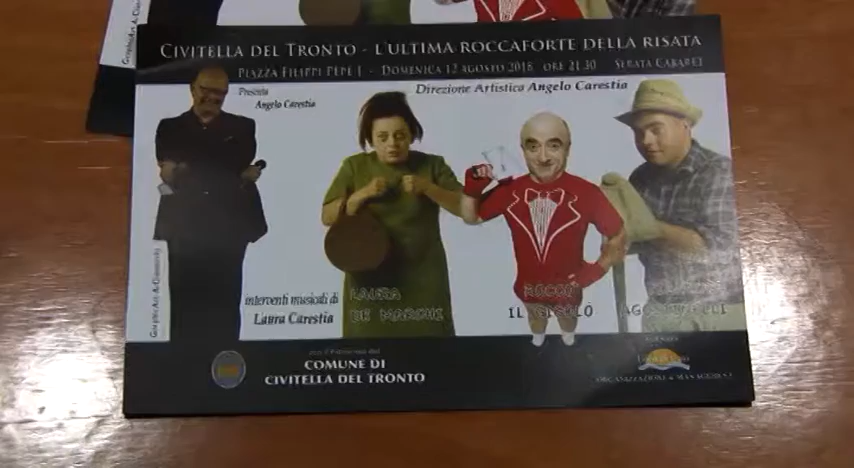 CIVITELLA DEL TRONTO - L'ULTIMA ROCCAFORTE DELLA RISATA
PIAZZA FILIPPI PEPE I - DOMENICA 12 AGOSTO 2018 ORE 21:30 SERATA CABARET
Presenta
Angelo Carestia
Direzione Artistica Angelo Carestia
interventi musicali di
Laura Carestia
LAURA
DE MARCHI
ROCCO
IL GIGOLÒ
COMUNE DI
CIVITELLA DEL TRONTO
ORGANIZZAZIONE & MANAGEMENT